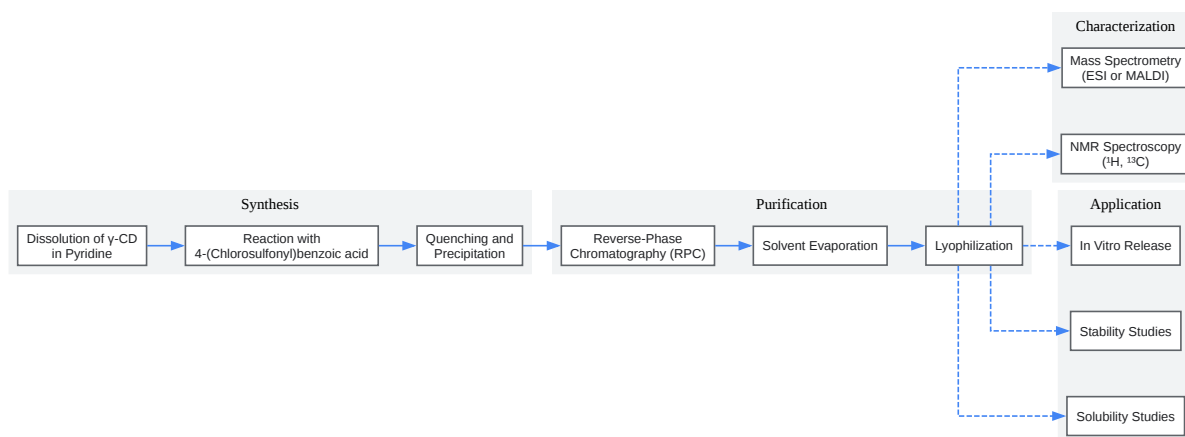 Synthesis
Dissolution of γ-CD
in Pyridine
Reaction with
4-(Chlorosulfonyl)benzoic acid
Quenching and
Precipitation
Purification
Reverse-Phase
Chromatography (RPC)
Solvent Evaporation
Lyophilization
Characterization
Mass Spectrometry
(ESI or MALDI)
NMR Spectroscopy
(¹H, ¹³C)
Application
In Vitro Release
Stability Studies
Solubility Studies